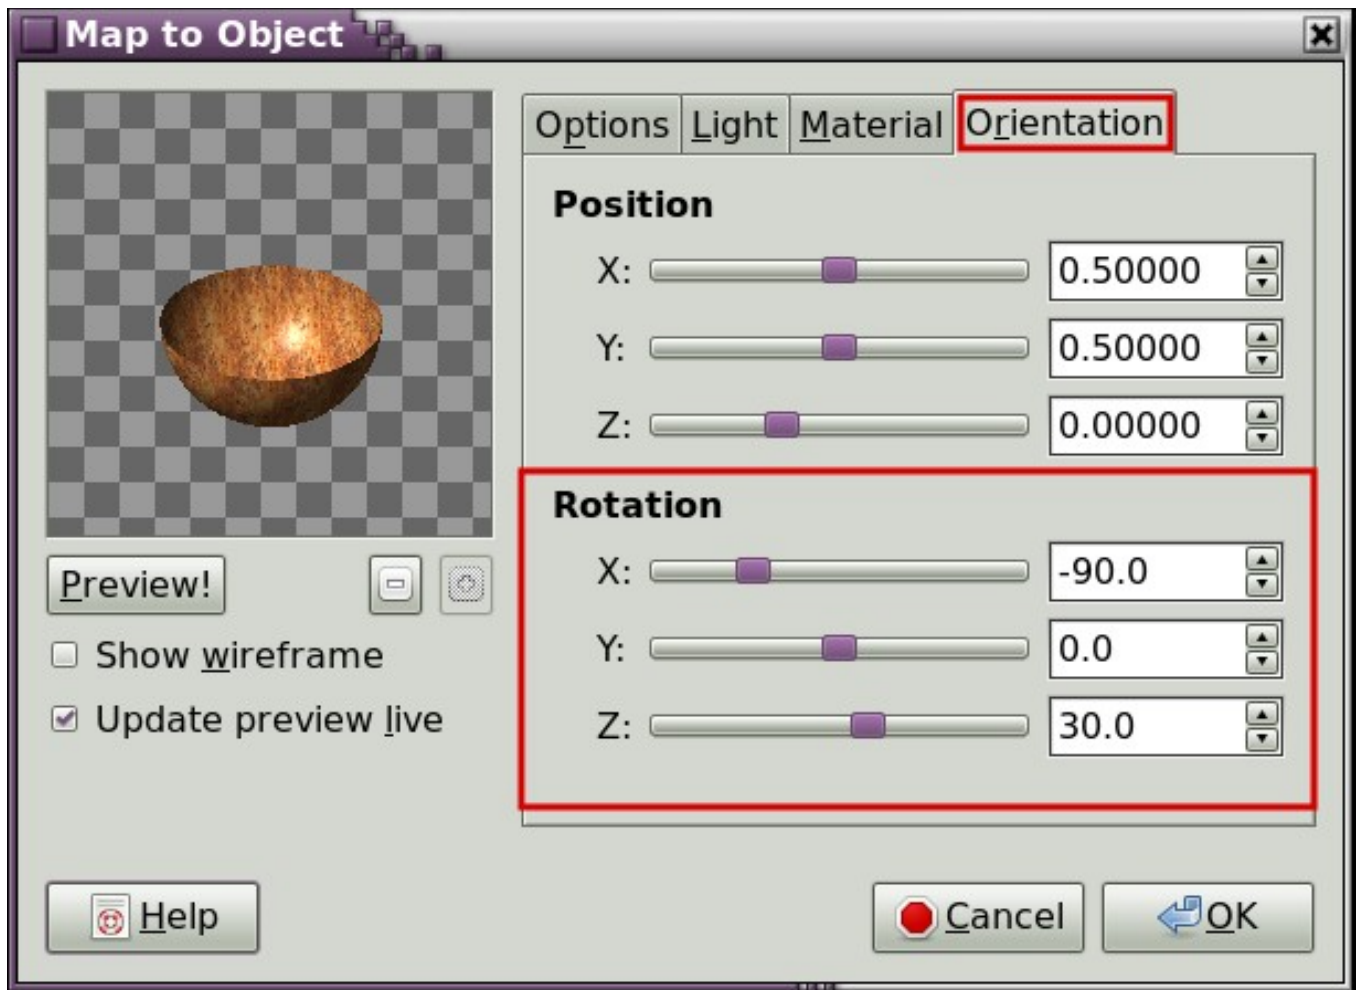 Map to Object
Options Light Material Orientation
Position
X: 0.50000
Y: 0.50000
Z: 0.00000
Rotation
X: -90.0
Y: 0.0
Z: 30.0
Preview!
Show wireframe
Update preview live
Help
Cancel
OK